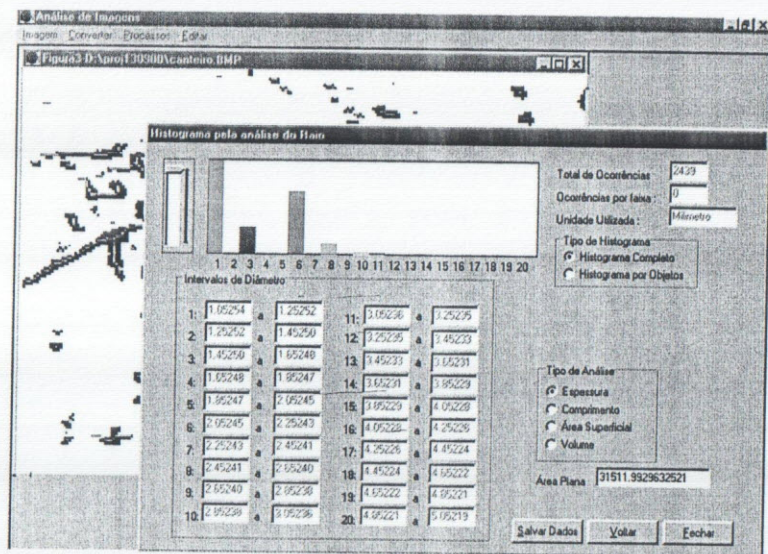 Análise de Imagens
Imagem Converter Processos Editar
Figura3 D:\proj130900\canteiro.BMP
Histograma pela análise do Raio
Total de Ocorrências 2439
Ocorrências por faixa : 0
Unidade Utilizada : Milímetro
Tipo de Histograma
Histograma Completo
Histograma por Objetos
1 2 3 4 5 6 7 8 9 10 11 12 13 14 15 16 17 18 19 20
Intervalos de Diâmetro
1: 1.05254 a 1.25252 11: 3.05236 a 3.25235
2: 1.25252 a 1.45250 12: 3.25235 a 3.45233
3: 1.45250 a 1.65248 13: 3.45233 a 3.65231
4: 1.65248 a 1.85247 14: 3.65231 a 3.85229
5: 1.85247 a 2.05245 15: 3.85229 a 4.05228
6: 2.05245 a 2.25243 16: 4.05228 a 4.25226
7: 2.25243 a 2.45241 17: 4.25226 a 4.45224
8: 2.45241 a 2.65240 18: 4.45224 a 4.65222
9: 2.65240 a 2.85238 19: 4.65222 a 4.85221
10: 2.85238 a 3.05236 20: 4.85221 a 5.05219
Tipo de Análise
Espessura
Comprimento
Área Superficial
Volume
Área Plana 31511.9929632521
Salvar Dados Voltar Fechar